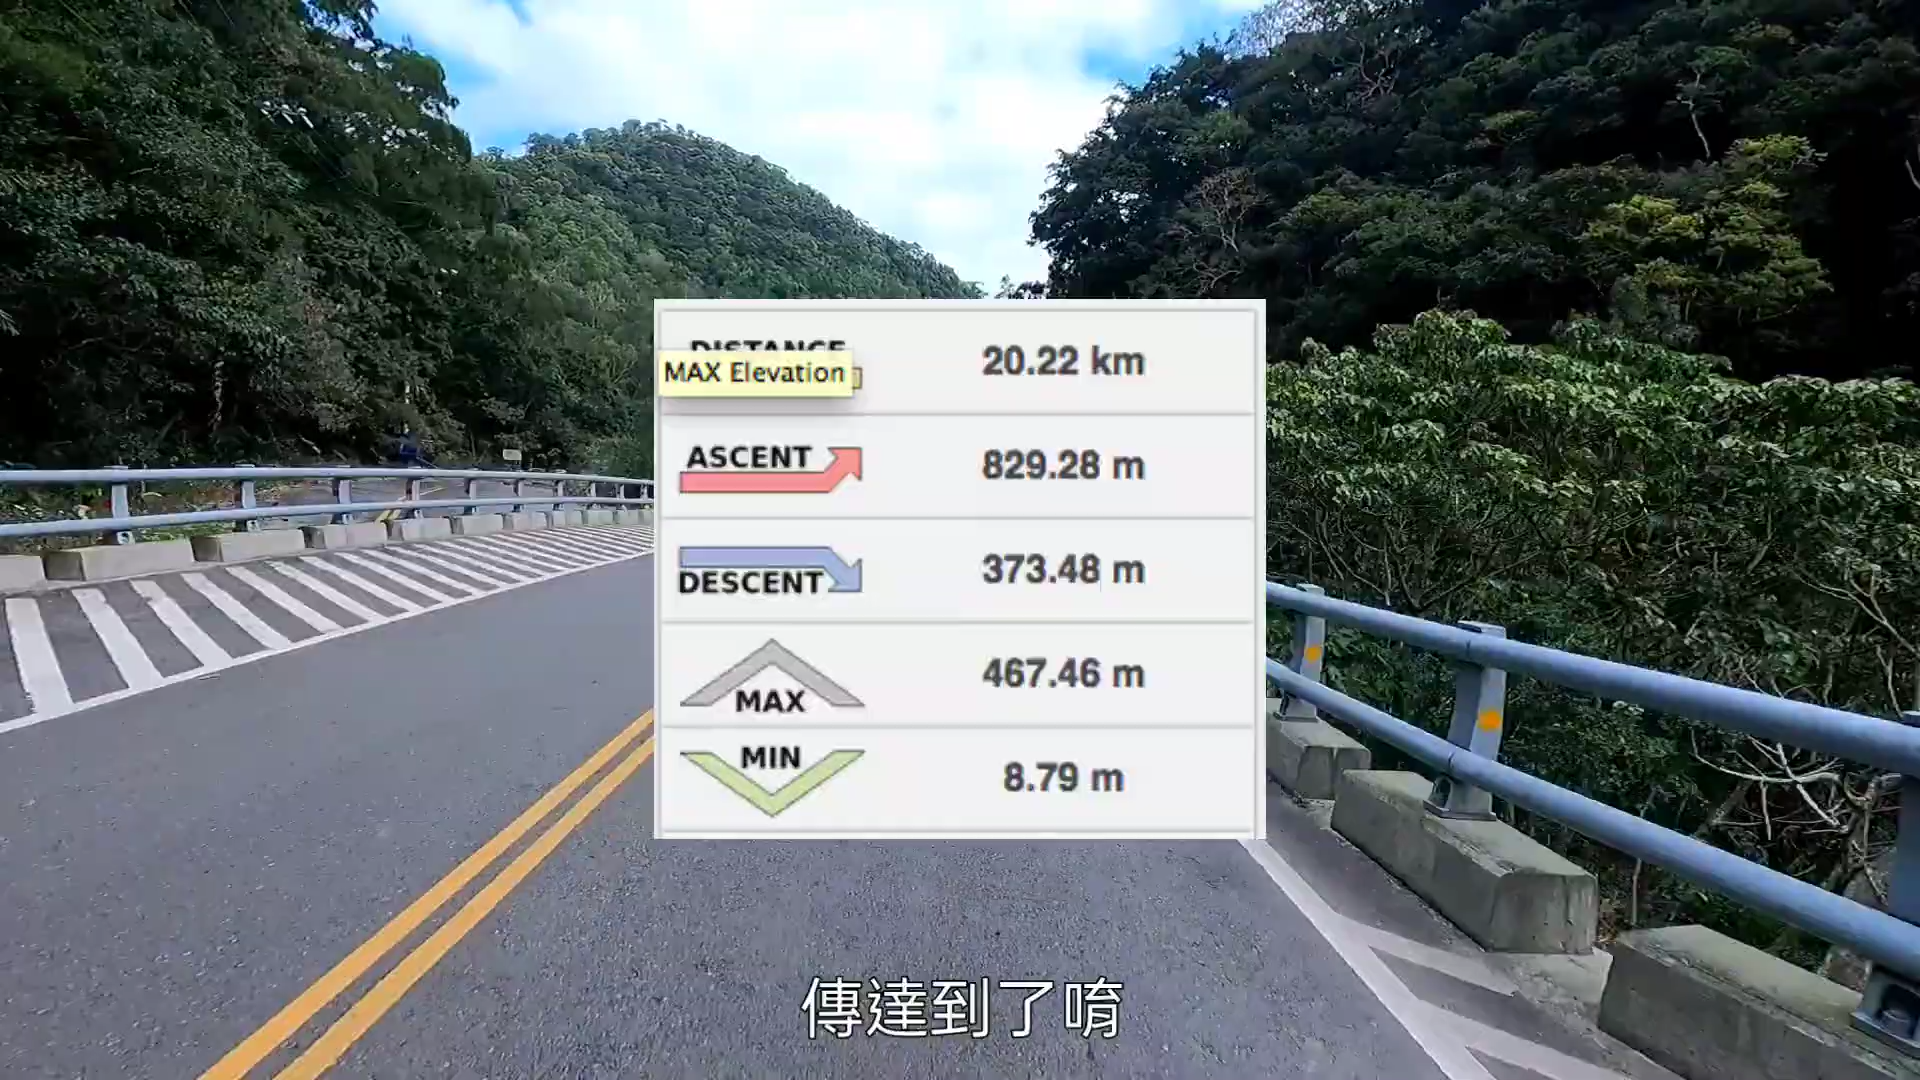 DISTANCE
MAX Elevation
20.22 km
ASCENT
829.28 m
DESCENT
373.48 m
MAX
467.46 m
MIN
8.79 m
傳達到了唷